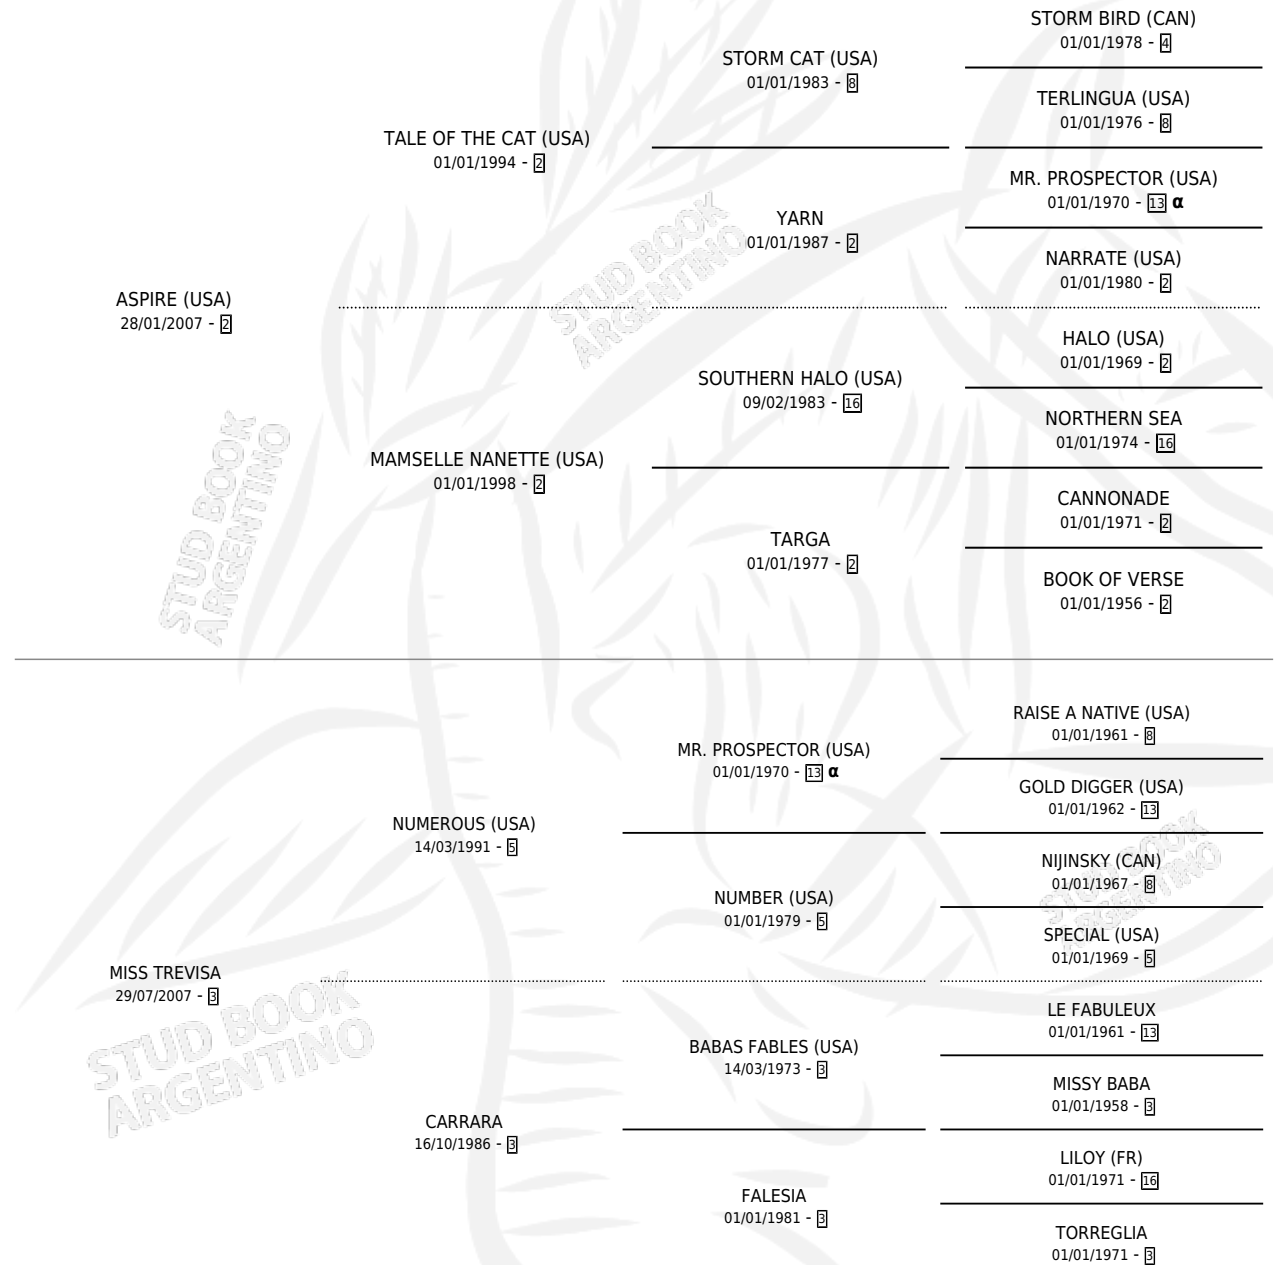 STORM BIRD (CAN)
01/01/1978 - 4
STORM CAT (USA)
01/01/1983 - 8
TERLINGUA (USA)
01/01/1976 - 8
TALE OF THE CAT (USA)
01/01/1994 - 2
MR. PROSPECTOR (USA)
01/01/1970 - 13 α
YARN
01/01/1987 - 2
NARRATE (USA)
01/01/1980 - 2
ASPIRE (USA)
28/01/2007 - 2
HALO (USA)
01/01/1969 - 2
SOUTHERN HALO (USA)
09/02/1983 - 16
NORTHERN SEA
01/01/1974 - 16
MAMSELLE NANETTE (USA)
01/01/1998 - 2
CANNONADE
01/01/1971 - 2
TARGA
01/01/1977 - 2
BOOK OF VERSE
01/01/1956 - 2
RAISE A NATIVE (USA)
01/01/1961 - 8
MR. PROSPECTOR (USA)
01/01/1970 - 13 α
GOLD DIGGER (USA)
01/01/1962 - 13
NUMEROUS (USA)
14/03/1991 - 5
NIJINSKY (CAN)
01/01/1967 - 8
NUMBER (USA)
01/01/1979 - 5
SPECIAL (USA)
01/01/1969 - 5
MISS TREVISA
29/07/2007 - 3
LE FABULEUX
01/01/1961 - 13
BABAS FABLES (USA)
14/03/1973 - 3
MISSY BABA
01/01/1958 - 3
CARRARA
16/10/1986 - 3
LILOY (FR)
01/01/1971 - 16
FALESIA
01/01/1981 - 3
TORREGLIA
01/01/1971 - 3
STUD BOOK
ARGENTINO
STUD BOOK
ARGENTINO
STUD BOOK
ARGENTINO
STUD BOOK
ARGENTINO